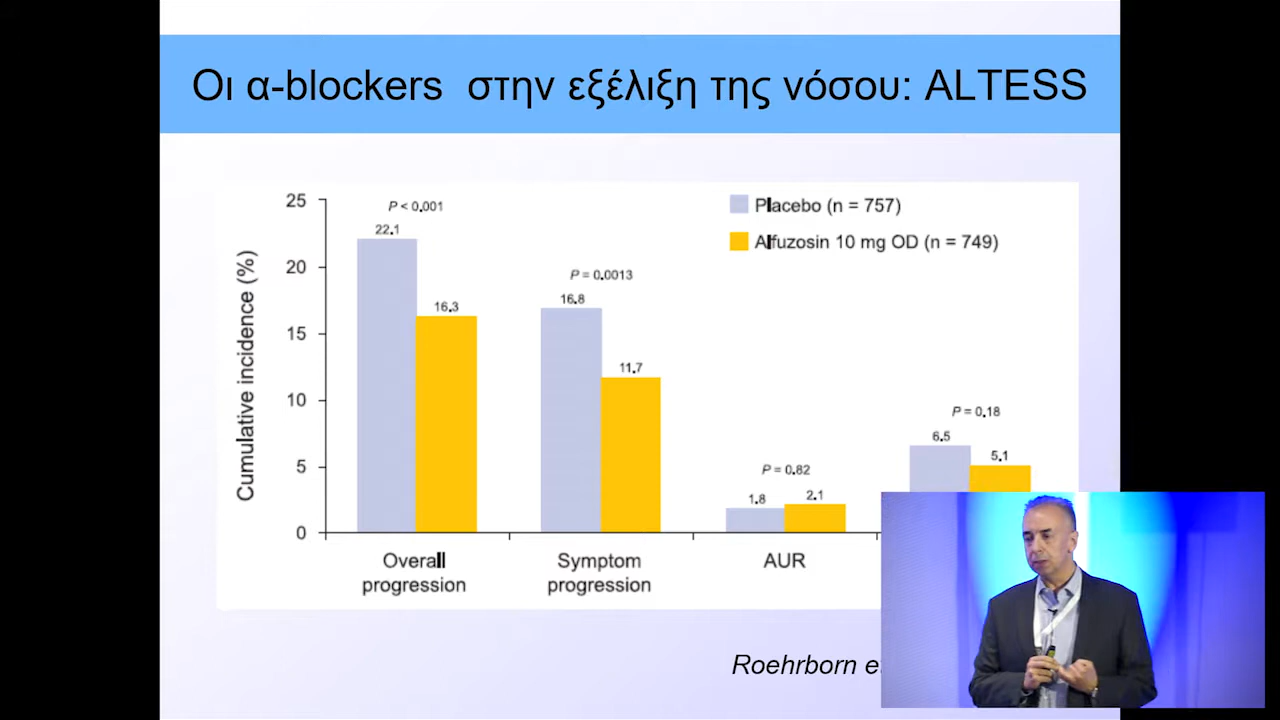 Οι α-blockers στην εξέλιξη της νόσου: ALTESS
25
20
15
10
5
0
Cumulative incidence (%)
Placebo (n = 757)
Alfuzosin 10 mg OD (n = 749)
P < 0.001
22.1
16.3
P = 0.0013
16.8
11.7
P = 0.82
1.8
2.1
P = 0.18
6.5
5.1
Overall
progression
Symptom
progression
AUR
Roehrborn